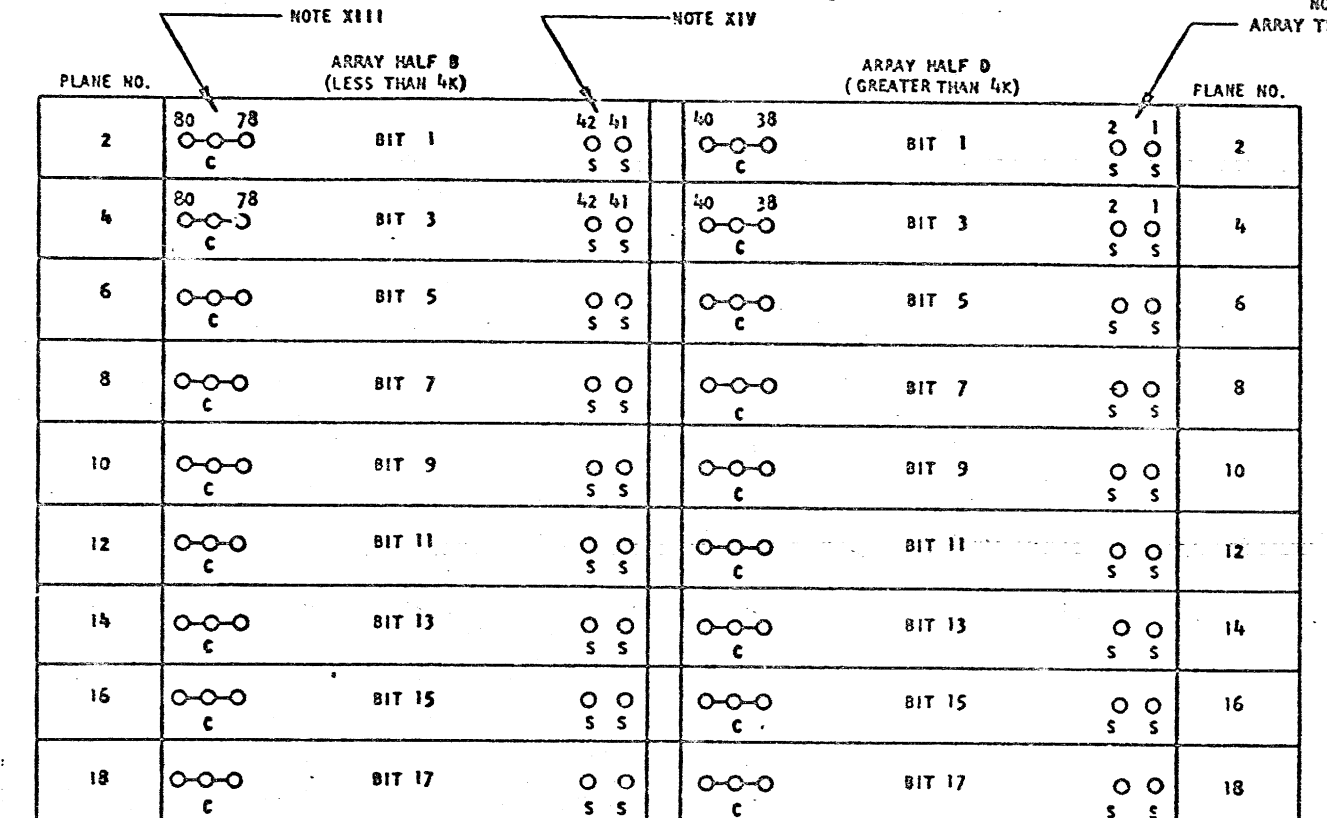 NOTE XIII NOTE XIV
ARRAY
PLANE NO. ARRAY HALF B (LESS THAN 4K) ARRAY HALF D (GREATER THAN 4K) PLANE NO.
80 78 42 41 40 38 2 1
2 BIT 1 BIT 1 2
C S S C S S
80 78 42 41 40 38 2 1
4 BIT 3 BIT 3 4
C S S C S S
6 BIT 5 BIT 5 6
C S S C S S
8 BIT 7 BIT 7 8
C S S C S S
10 BIT 9 BIT 9 10
C S S C S S
12 BIT 11 BIT 11 12
C S S C S S
14 BIT 13 BIT 13 14
C S S C S S
16 BIT 15 BIT 15 16
C S S C S S
18 BIT 17 BIT 17 18
C S S C S S